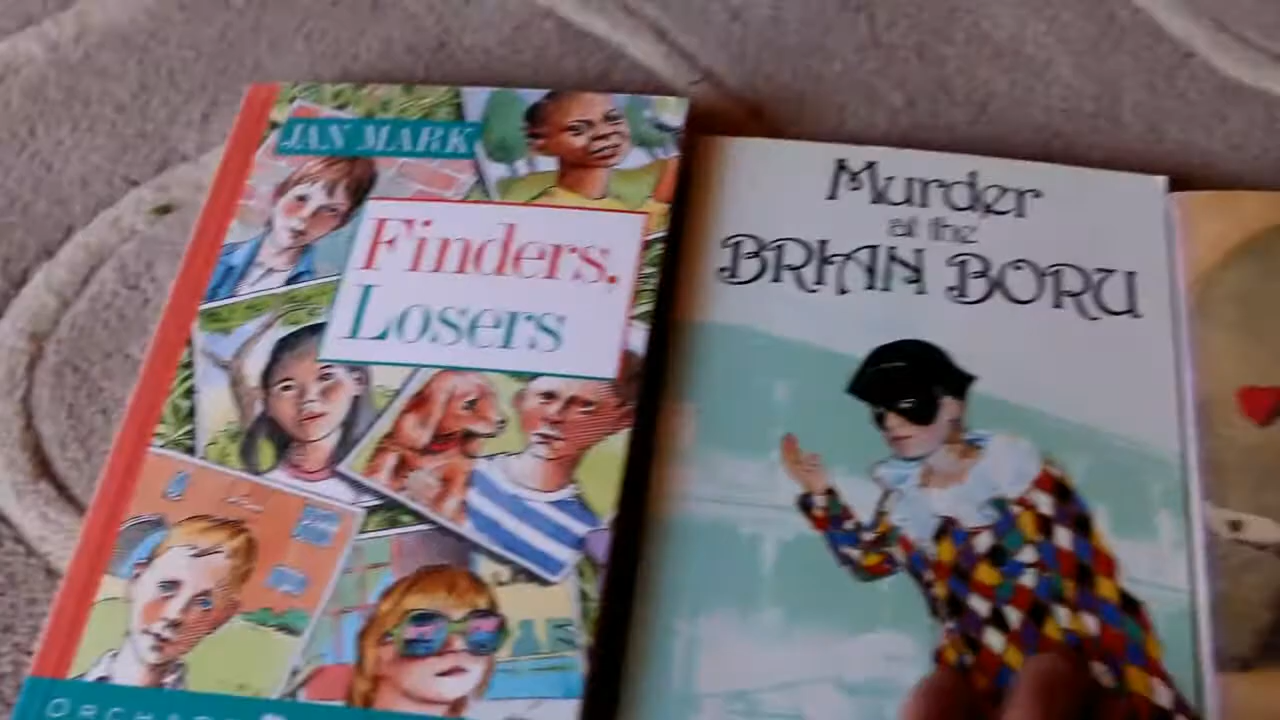 JAN MARK
Finders,
Losers
Murder
at the
BRIAN BORU